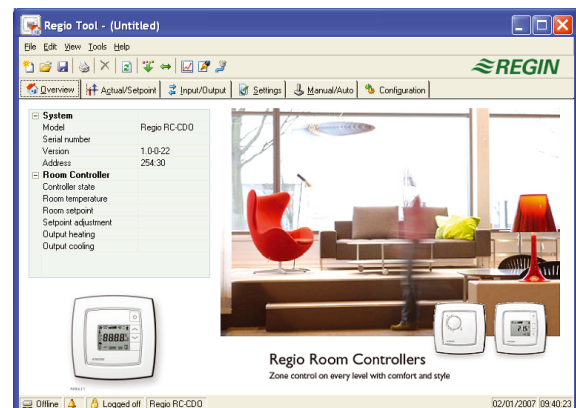 Regio Tool - (Untitled)
File Edit View Tools Help
REGIN
Overview Actual/Setpoint Input/Output Settings Manual/Auto Configuration
System
Model Regio RC-CDO
Serial number
Version 1.0-0-22
Address 254:30
Room Controller
Controller state
Room temperature
Room setpoint
Setpoint adjustment
Output heating
Output cooling
Regio Room Controllers
Zone control on every level with comfort and style
Offline Logged off Regio RC-CDO 02/01/2007 09:40:23